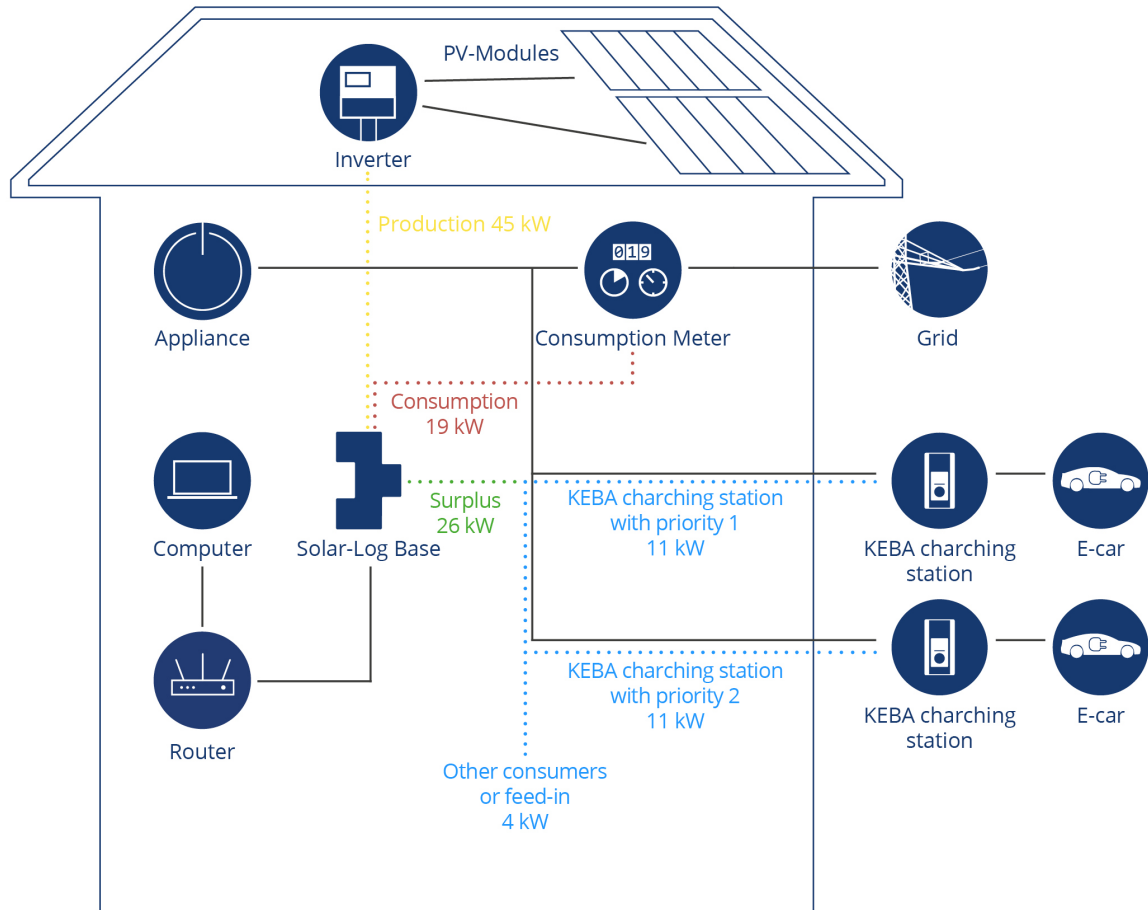 PV-Modules
Inverter
Production 45 kW
019
Appliance
Consumption Meter
Grid
Consumption
19 kW
Surplus
26 kW
KEBA charching station
with priority 1
11 kW
Computer
Solar-Log Base
KEBA charching
station
E-car
KEBA charching station
with priority 2
11 kW
KEBA charching
station
E-car
Router
Other consumers
or feed-in
4 kW